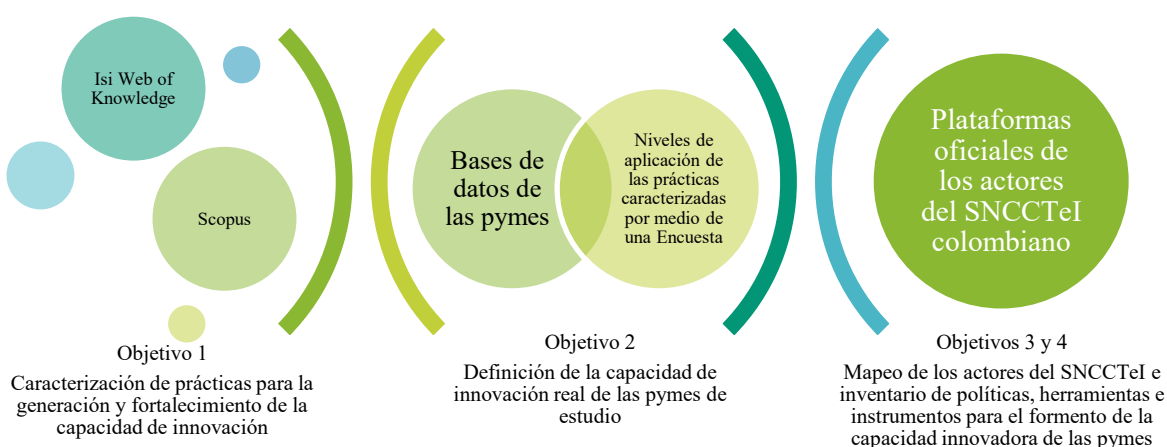 Isi Web of
Knowledge
Scopus
Objetivo 1
Caracterización de prácticas para la
generación y fortalecimiento de la
capacidad de innovación
Bases de
datos de
las pymes
Niveles de
aplicación de
las prácticas
caracterizadas
por medio de
una Encuesta
Objetivo 2
Definición de la capacidad de
innovación real de las pymes de
estudio
Plataformas
oficiales de
los actores
del SNCCTeI
colombiano
Objetivos 3 y 4
Mapeo de los actores del SNCCTeI e
inventario de políticas, herramientas e
instrumentos para el formento de la
capacidad innovadora de las pymes